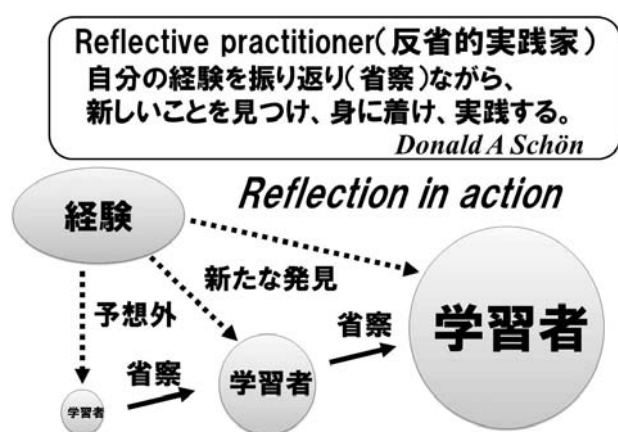 Reflective practitioner(反省的実践家)
自分の経験を振り返り(省察)ながら、
新しいことを見つけ、身に着け、実践する。
Donald A Schön
Reflection in action
経験
新たな発見
予想外
省察
学習者
省察
学習者
学習者